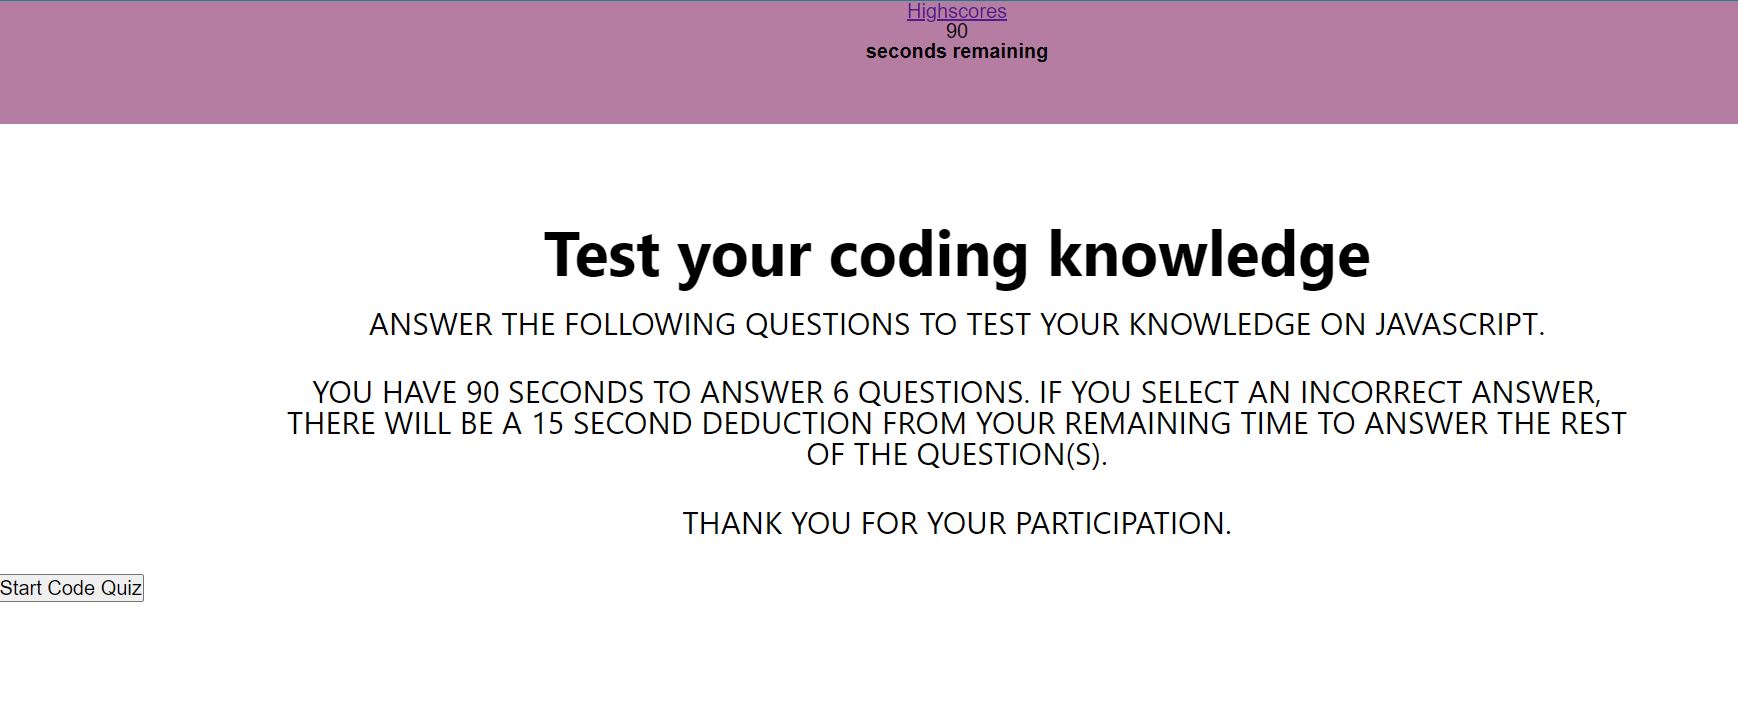 Highscores
90
seconds remaining
Test your coding knowledge
ANSWER THE FOLLOWING QUESTIONS TO TEST YOUR KNOWLEDGE ON JAVASCRIPT.
YOU HAVE 90 SECONDS TO ANSWER 6 QUESTIONS. IF YOU SELECT AN INCORRECT ANSWER,
THERE WILL BE A 15 SECOND DEDUCTION FROM YOUR REMAINING TIME TO ANSWER THE REST
OF THE QUESTION(S).
THANK YOU FOR YOUR PARTICIPATION.
Start Code Quiz